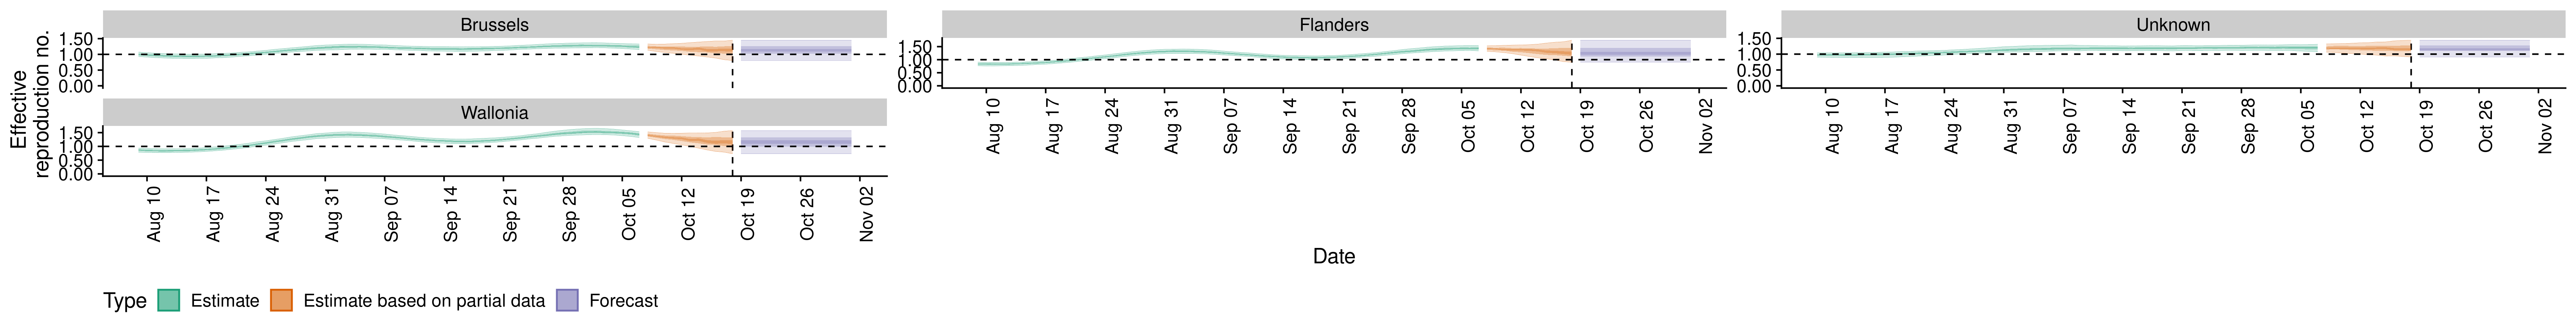 Brussels
Flanders
Unknown
Effective
reproduction no.
1.50
1.00
0.50
0.00
1.50
1.00
0.50
0.00
1.50
1.00
0.50
0.00
Aug 10 Aug 17 Aug 24 Aug 31 Sep 07 Sep 14 Sep 21 Sep 28 Oct 05 Oct 12 Oct 19 Oct 26 Nov 02
Aug 10 Aug 17 Aug 24 Aug 31 Sep 07 Sep 14 Sep 21 Sep 28 Oct 05 Oct 12 Oct 19 Oct 26 Nov 02
Wallonia
1.50
1.00
0.50
0.00
Aug 10 Aug 17 Aug 24 Aug 31 Sep 07 Sep 14 Sep 21 Sep 28 Oct 05 Oct 12 Oct 19 Oct 26 Nov 02
Date
Type Estimate Estimate based on partial data Forecast